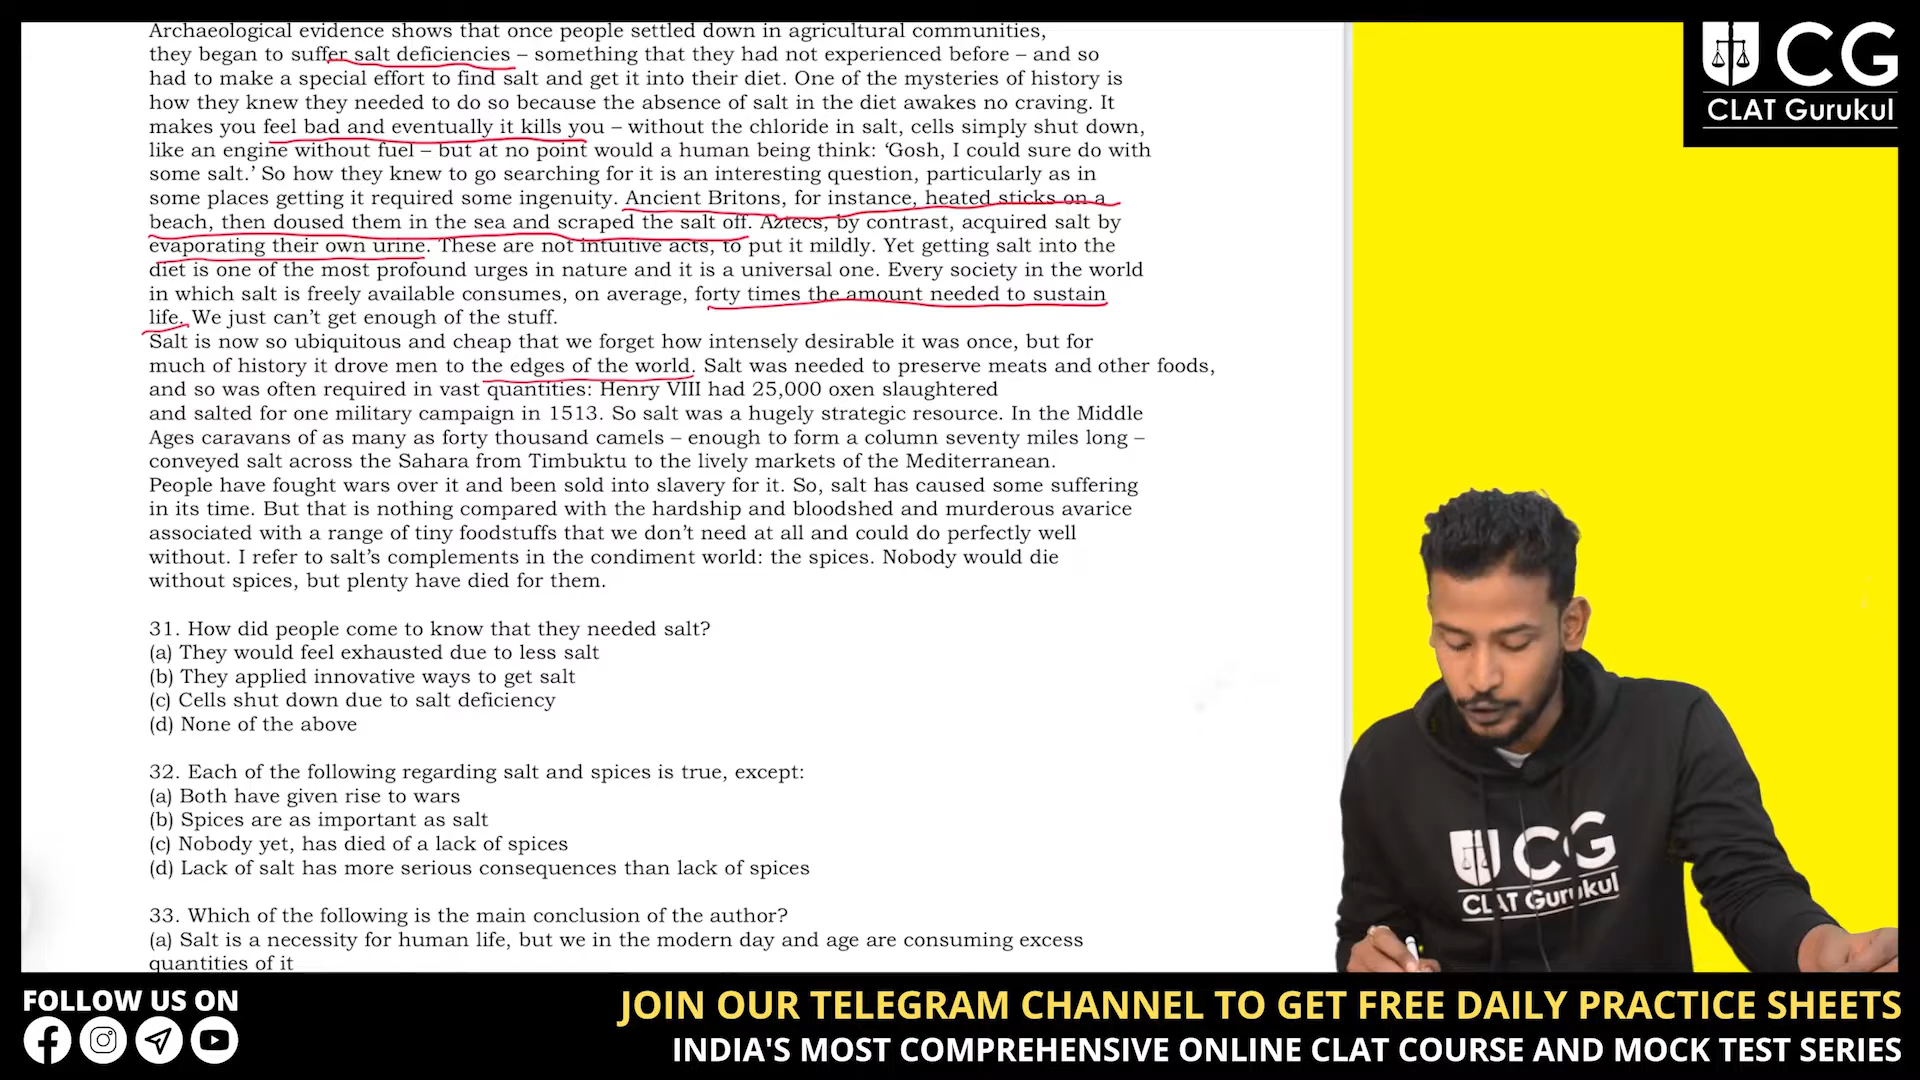 Archaeological evidence shows that once people settled down in agricultural communities,
they began to suffer salt deficiencies – something that they had not experienced before – and so
had to make a special effort to find salt and get it into their diet. One of the mysteries of history is
how they knew they needed to do so because the absence of salt in the diet awakes no craving. It
makes you feel bad and eventually it kills you – without the chloride in salt, cells simply shut down,
like an engine without fuel – but at no point would a human being think: ‘Gosh, I could sure do with
some salt.’ So how they knew to go searching for it is an interesting question, particularly as in
some places getting it required some ingenuity. Ancient Britons, for instance, heated sticks on a
beach, then doused them in the sea and scraped the salt off. Aztecs, by contrast, acquired salt by
evaporating their own urine. These are not intuitive acts, to put it mildly. Yet getting salt into the
diet is one of the most profound urges in nature and it is a universal one. Every society in the world
in which salt is freely available consumes, on average, forty times the amount needed to sustain
life. We just can’t get enough of the stuff.
Salt is now so ubiquitous and cheap that we forget how intensely desirable it was once, but for
much of history it drove men to the edges of the world. Salt was needed to preserve meats and other foods,
and so was often required in vast quantities: Henry VIII had 25,000 oxen slaughtered
and salted for one military campaign in 1513. So salt was a hugely strategic resource. In the Middle
Ages caravans of as many as forty thousand camels – enough to form a column seventy miles long –
conveyed salt across the Sahara from Timbuktu to the lively markets of the Mediterranean.
People have fought wars over it and been sold into slavery for it. So, salt has caused some suffering
in its time. But that is nothing compared with the hardship and bloodshed and murderous avarice
associated with a range of tiny foodstuffs that we don’t need at all and could do perfectly well
without. I refer to salt’s complements in the condiment world: the spices. Nobody would die
without spices, but plenty have died for them.
31. How did people come to know that they needed salt?
(a) They would feel exhausted due to less salt
(b) They applied innovative ways to get salt
(c) Cells shut down due to salt deficiency
(d) None of the above
32. Each of the following regarding salt and spices is true, except:
(a) Both have given rise to wars
(b) Spices are as important as salt
(c) Nobody yet, has died of a lack of spices
(d) Lack of salt has more serious consequences than lack of spices
33. Which of the following is the main conclusion of the author?
(a) Salt is a necessity for human life, but we in the modern day and age are consuming excess
quantities of it
CG
CLAT Gurukul
CG
CLAT Gurukul
FOLLOW US ON
JOIN OUR TELEGRAM CHANNEL TO GET FREE DAILY PRACTICE SHEETS
INDIA'S MOST COMPREHENSIVE ONLINE CLAT COURSE AND MOCK TEST SERIES